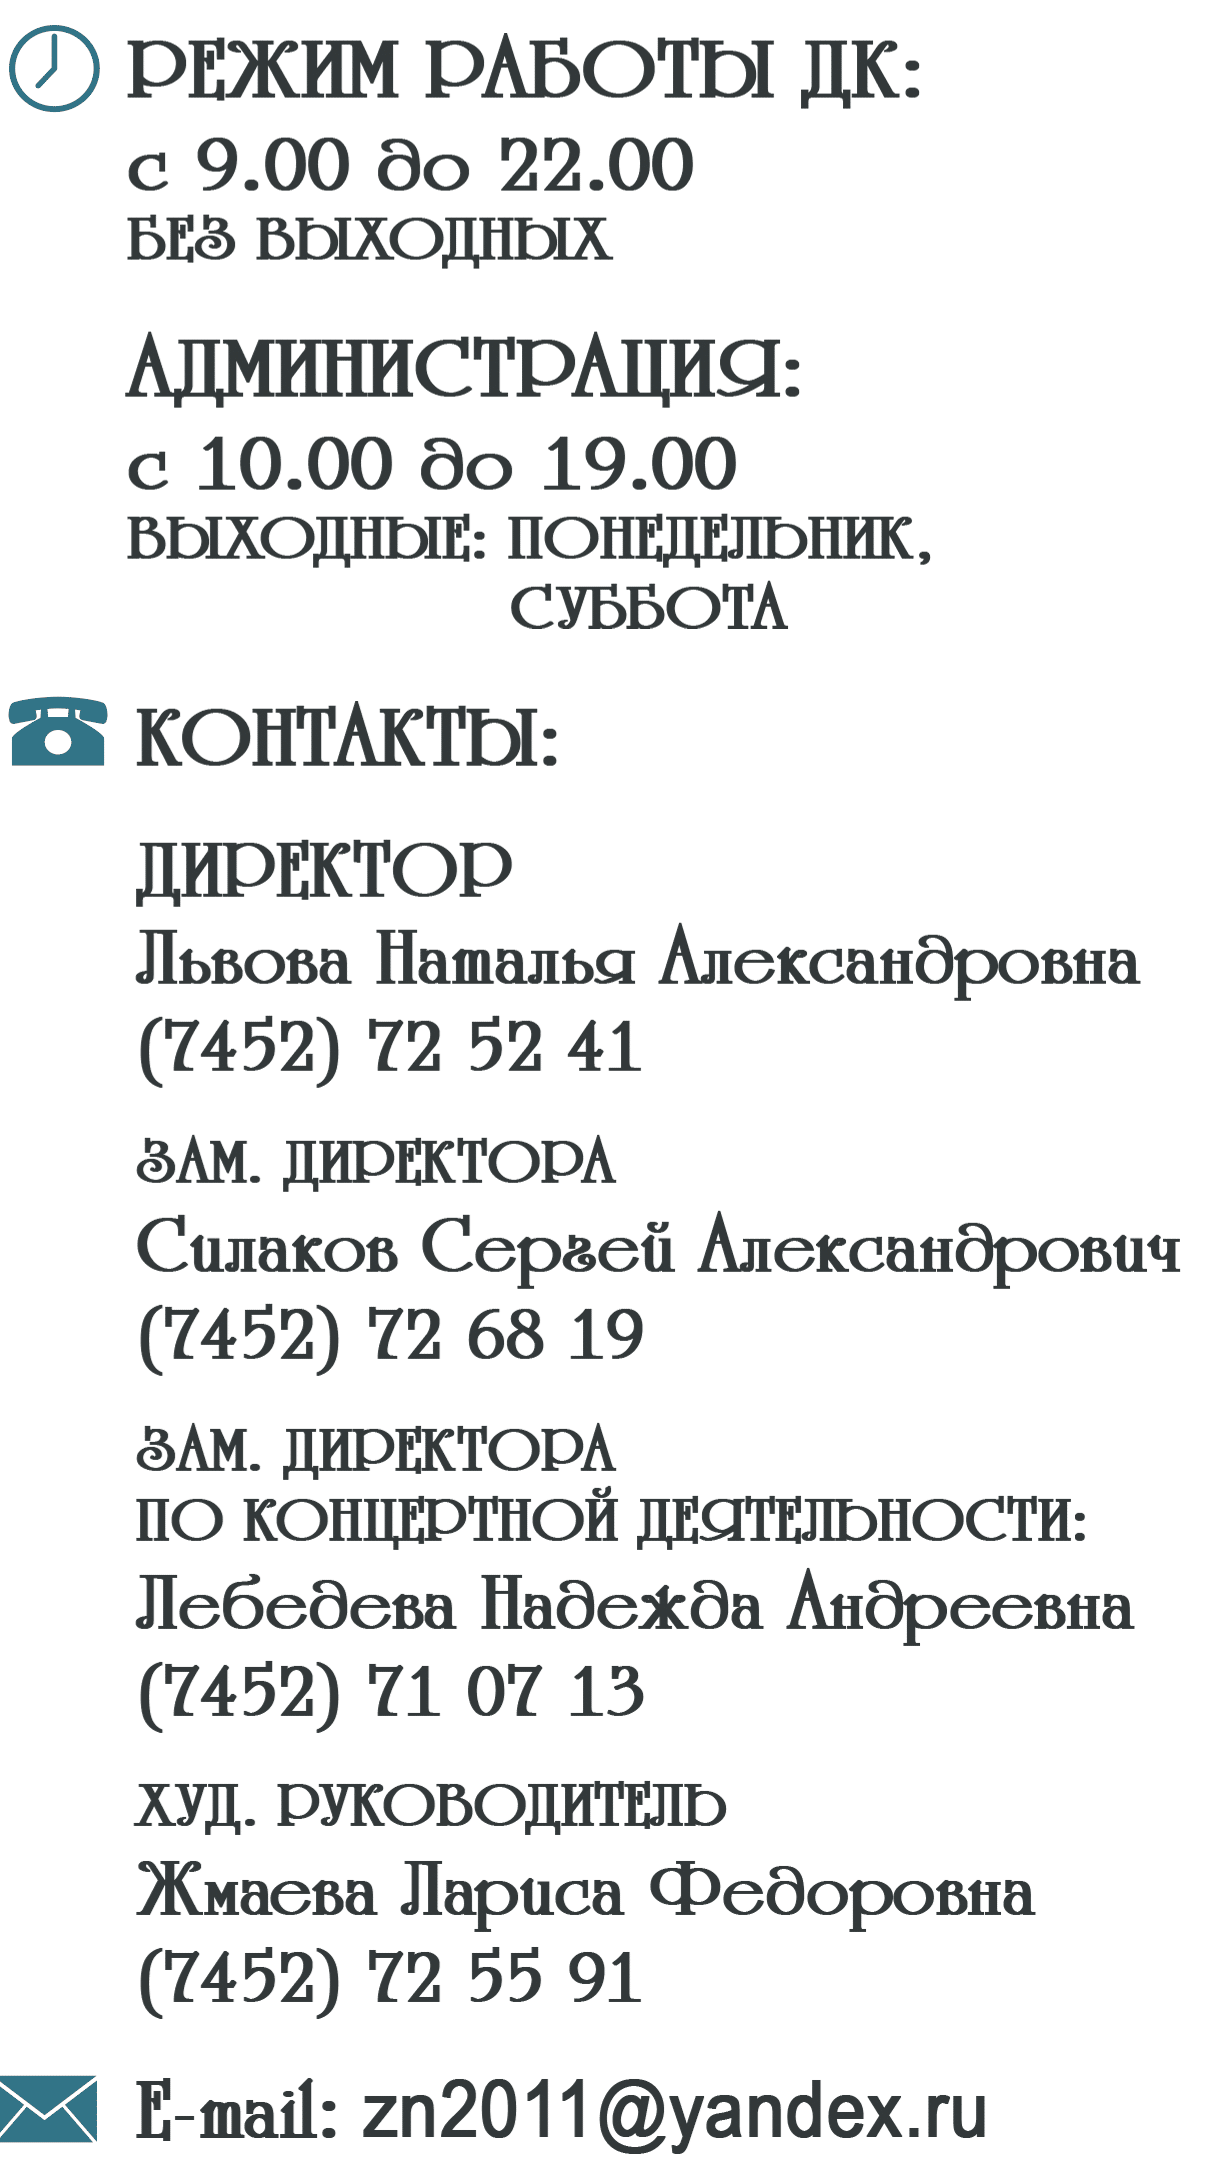 РЕЖИМ РАБОТЫ ДК:
с 9.00 до 22.00
БЕЗ ВЫХОДНЫХ
АДМИНИСТРАЦИЯ:
с 10.00 до 19.00
ВЫХОДНЫЕ: ПОНЕДЕЛЬНИК,
СУББОТА
КОНТАКТЫ:
ДИРЕКТОР
Львова Наталья Александровна
(7452) 72 52 41
ЗАМ. ДИРЕКТОРА
Силаков Сергей Александрович
(7452) 72 68 19
ЗАМ. ДИРЕКТОРА
ПО КОНЦЕРТНОЙ ДЕЯТЕЛЬНОСТИ:
Лебедева Надежда Андреевна
(7452) 71 07 13
ХУД. РУКОВОДИТЕЛЬ
Жмаева Лариса Федоровна
(7452) 72 55 91
E-mail: zn2011@yandex.ru